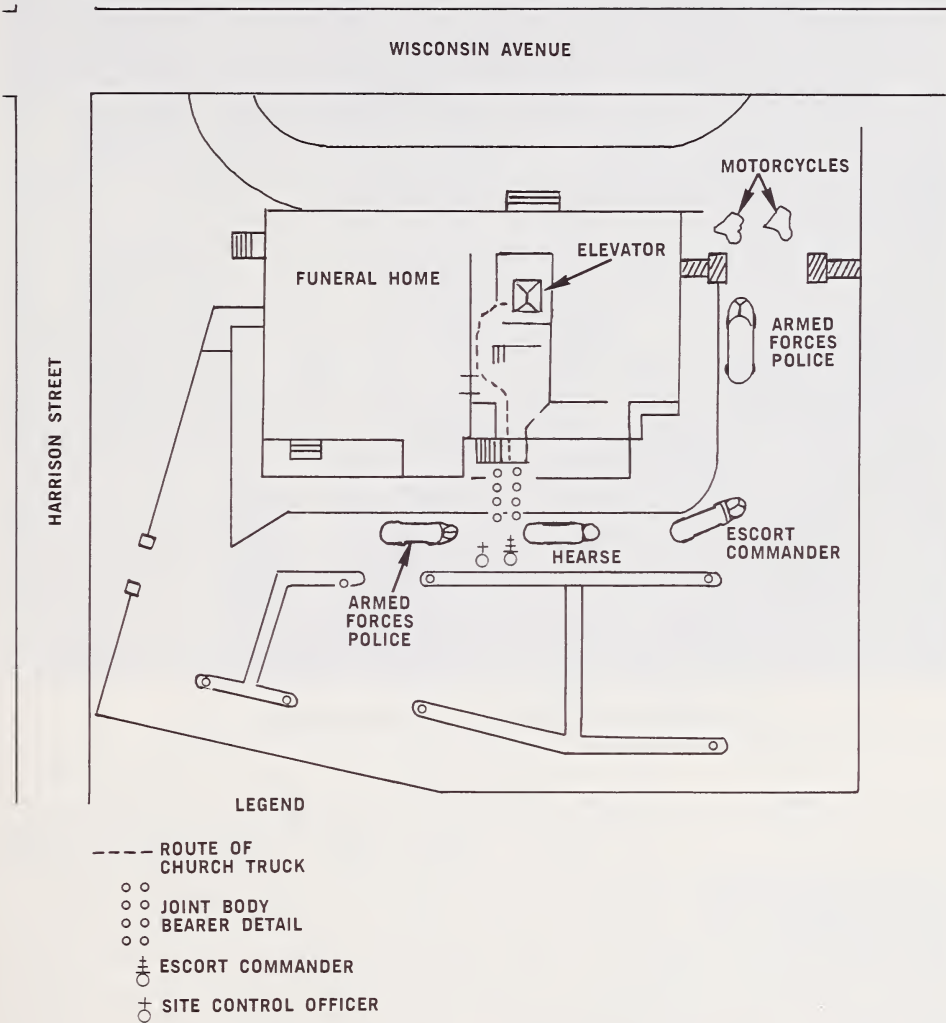 WISCONSIN AVENUE
MOTORCYCLES
ELEVATOR
FUNERAL HOME
ARMED
FORCES
POLICE
HARRISON STREET
ESCORT
COMMANDER
HEARSE
ARMED
FORCES
POLICE
LEGEND
ROUTE OF
CHURCH TRUCK
JOINT BODY
BEARER DETAIL
ESCORT COMMANDER
SITE CONTROL OFFICER